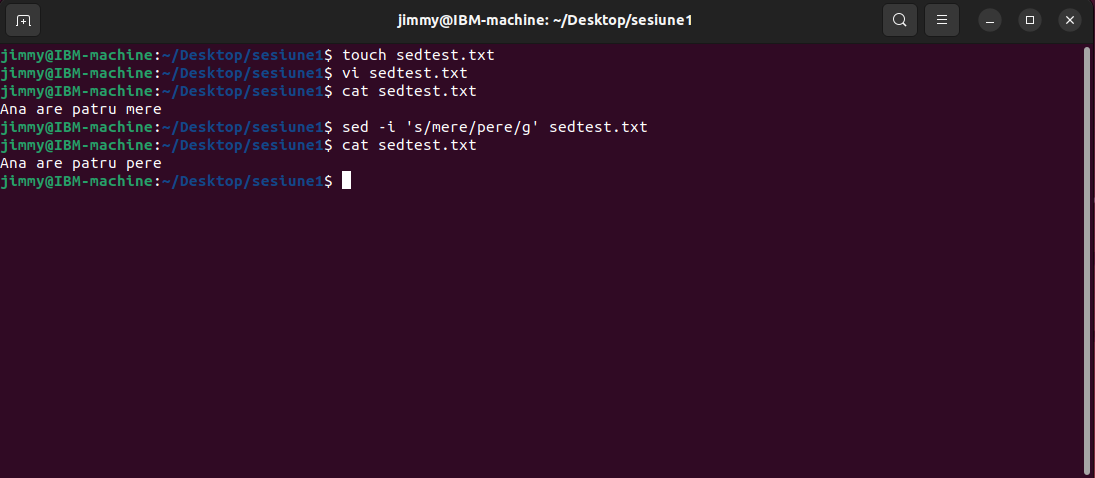 jimmy@IBM-machine: ~/Desktop/sesiune1
jimmy@IBM-machine:~/Desktop/sesiune1$ touch sedtest.txt
jimmy@IBM-machine:~/Desktop/sesiune1$ vi sedtest.txt
jimmy@IBM-machine:~/Desktop/sesiune1$ cat sedtest.txt
Ana are patru mere
jimmy@IBM-machine:~/Desktop/sesiune1$ sed -i 's/mere/pere/g' sedtest.txt
jimmy@IBM-machine:~/Desktop/sesiune1$ cat sedtest.txt
Ana are patru pere
jimmy@IBM-machine:~/Desktop/sesiune1$